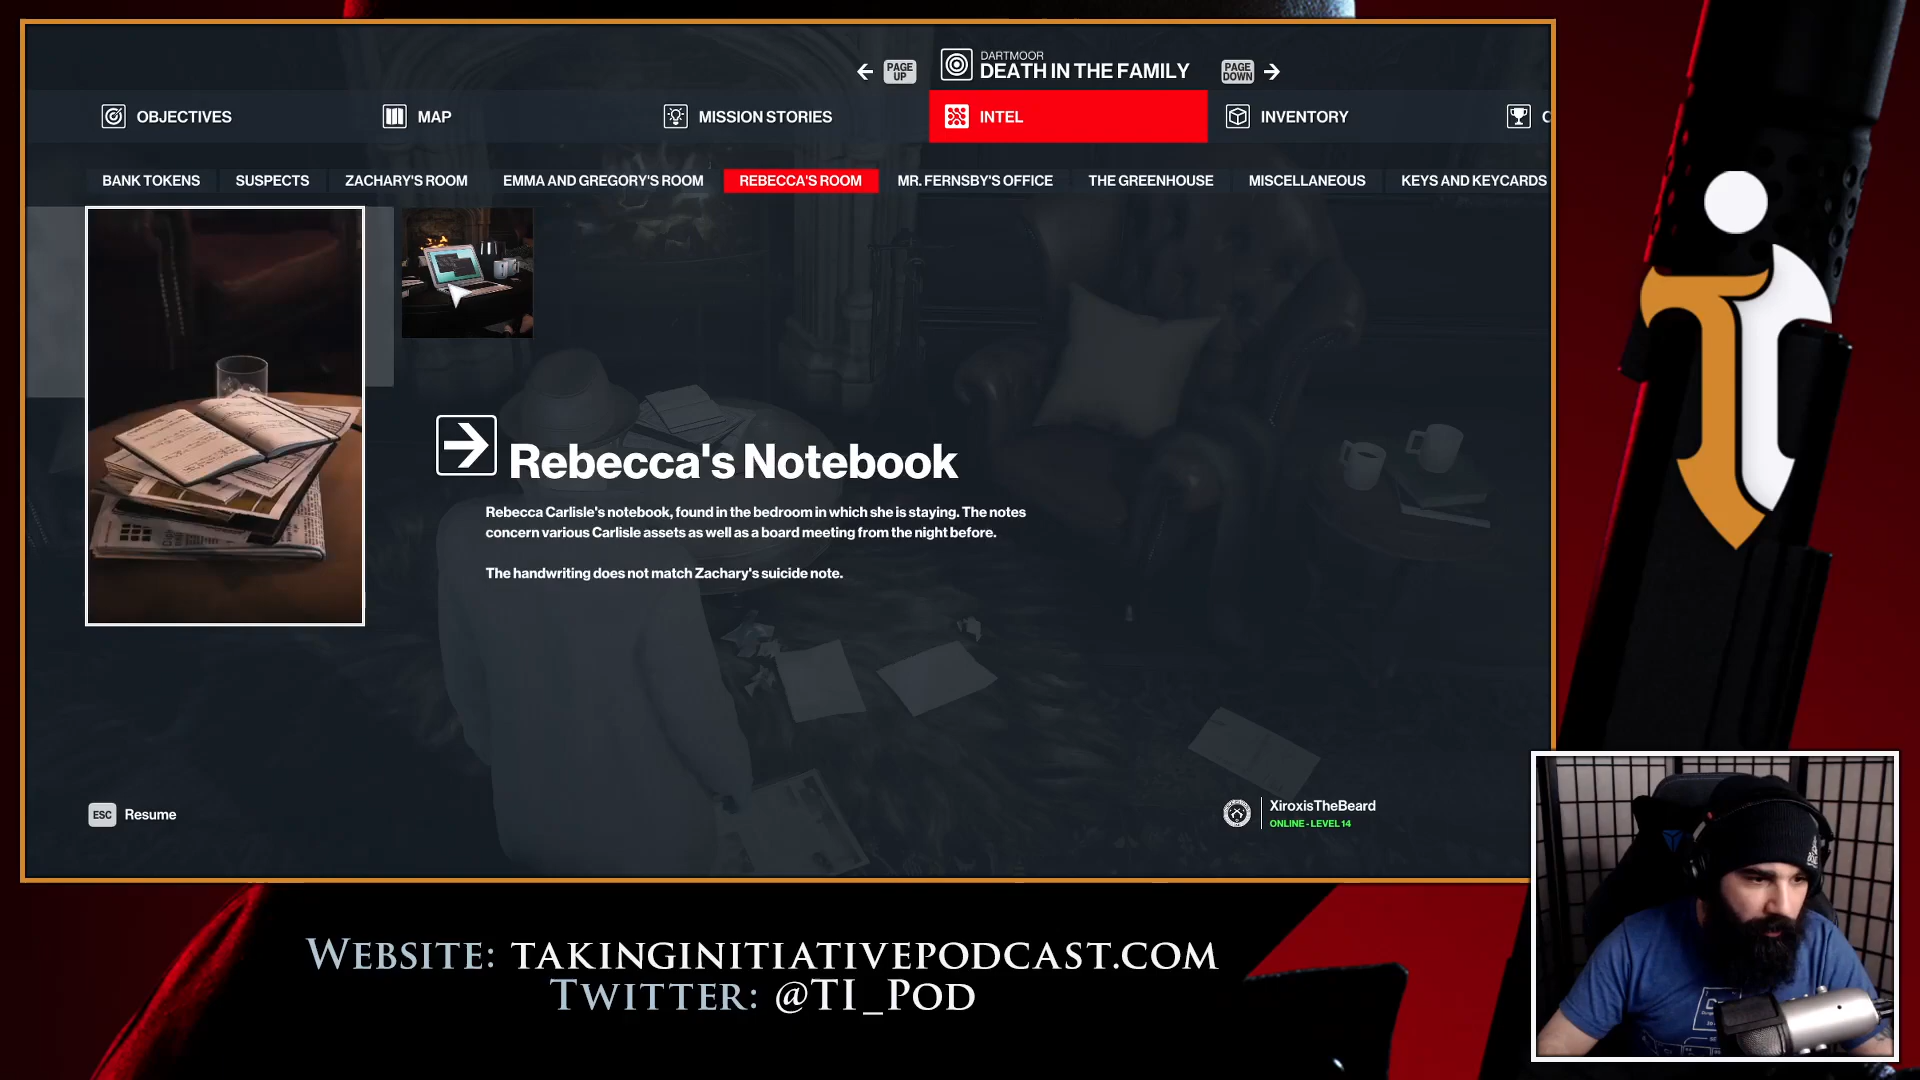 PAGE UP
DARTMOOR
DEATH IN THE FAMILY
PAGE DOWN
OBJECTIVES
MAP
MISSION STORIES
INTEL
INVENTORY
C
BANK TOKENS
SUSPECTS
ZACHARY'S ROOM
EMMA AND GREGORY'S ROOM
REBECCA'S ROOM
MR. FERNSBY'S OFFICE
THE GREENHOUSE
MISCELLANEOUS
KEYS AND KEYCARDS
Rebecca's Notebook
Rebecca Carlisle's notebook, found in the bedroom in which she is staying. The notes
concern various Carlisle assets as well as a board meeting from the night before.
The handwriting does not match Zachary's suicide note.
ESC Resume
XiroxisTheBeard
ONLINE - LEVEL 14
WEBSITE: TAKINGINITIATIVEPODCAST.COM
TWITTER: @TI_POD